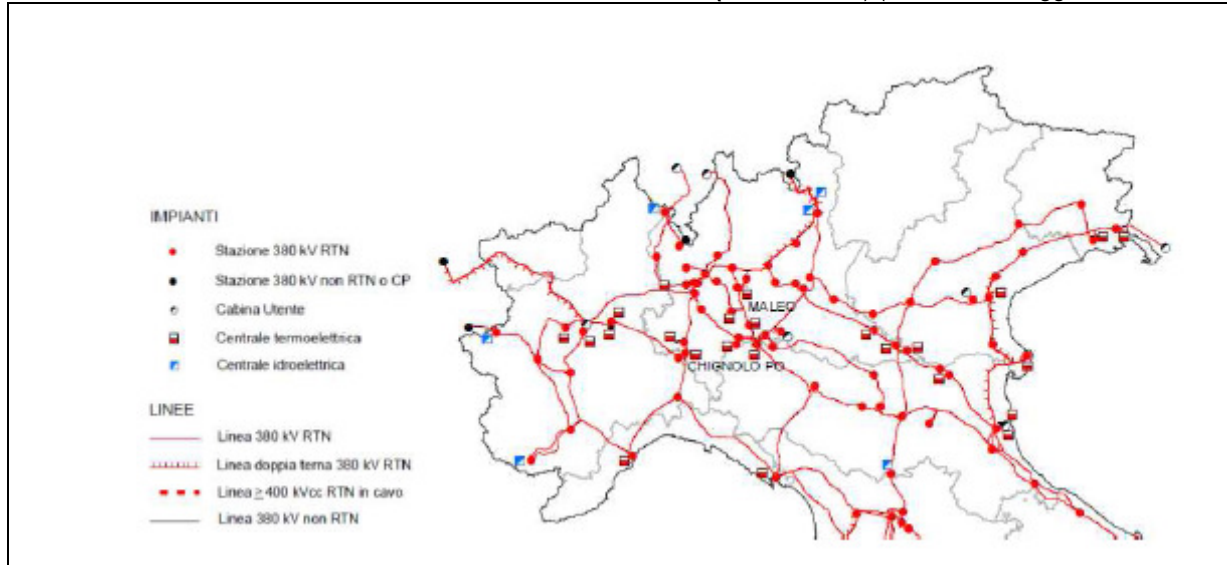 IMPIANTI
Stazione 380 kV RTN
Stazione 380 kV non RTN o CP
Cabina Utente
Centrale termoelettrica
Centrale idroelettrica
LINEE
Linea 380 kV RTN
Linea doppia terna 380 kV RTN
Linea ≥ 400 kVcc RTN in cavo
Linea 380 kV non RTN
MALEO
CHIGNOLO PO